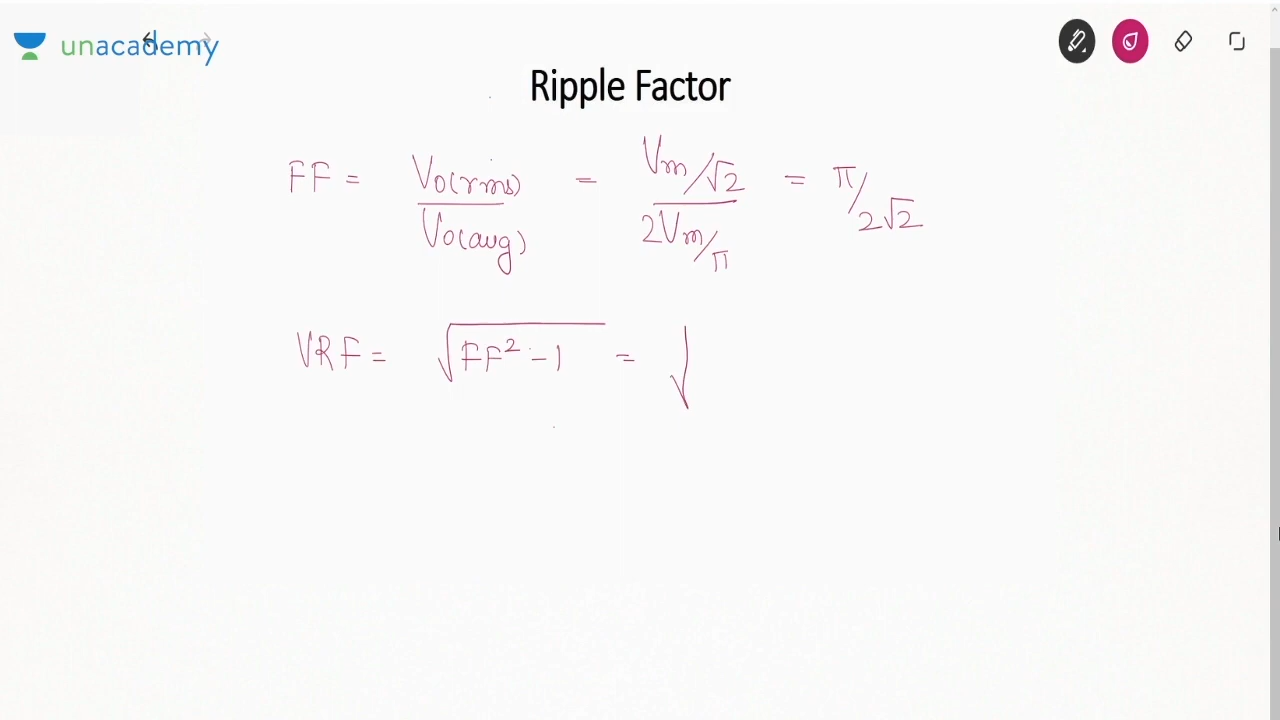 unacademy
Ripple Factor
FF = Vo(rms) / Vo(avg) = Vm/√2 / 2Vm/π = π/2√2
VRF = √FF² - 1 = √